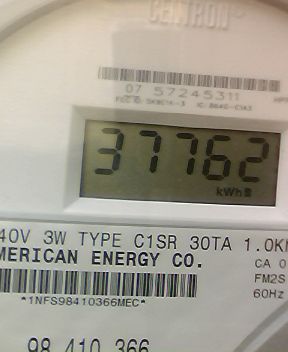 CENTRON
07 57245311
37762
kWh
40V 3W TYPE C1SR 30TA 1.0K
MERICAN ENERGY CO.
CA 0
FM2S
*1NFS98410366MEC*
60Hz
98 410 366